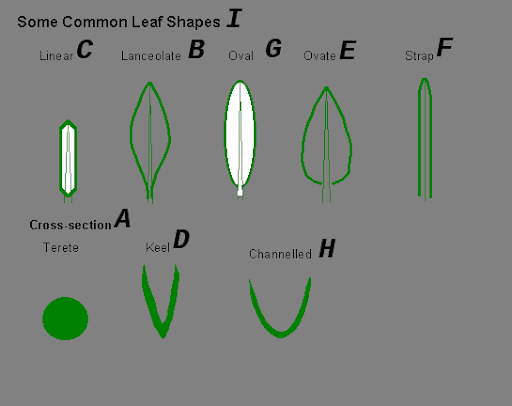 Some Common Leaf Shapes I
Linear C Lanceolate B Oval G Ovate E Strap F
Cross-section A
Terete Keel D Channelled H